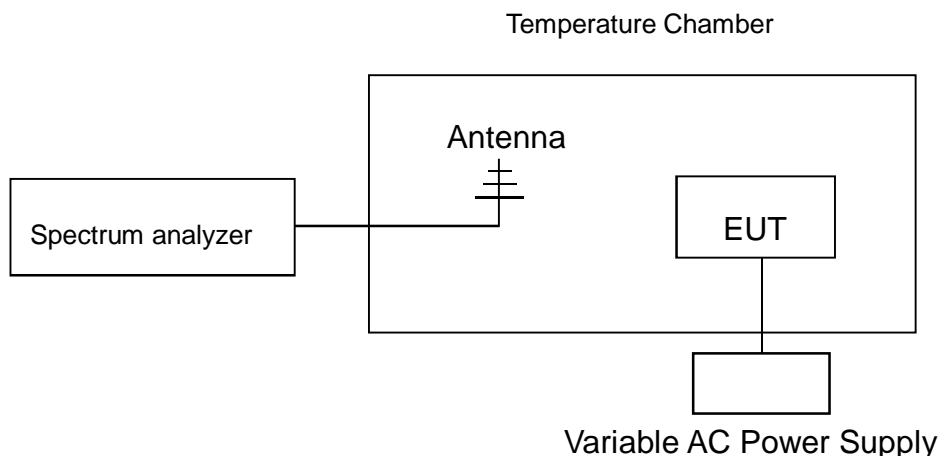 Temperature Chamber
Antenna
Spectrum analyzer
EUT
Variable AC Power Supply